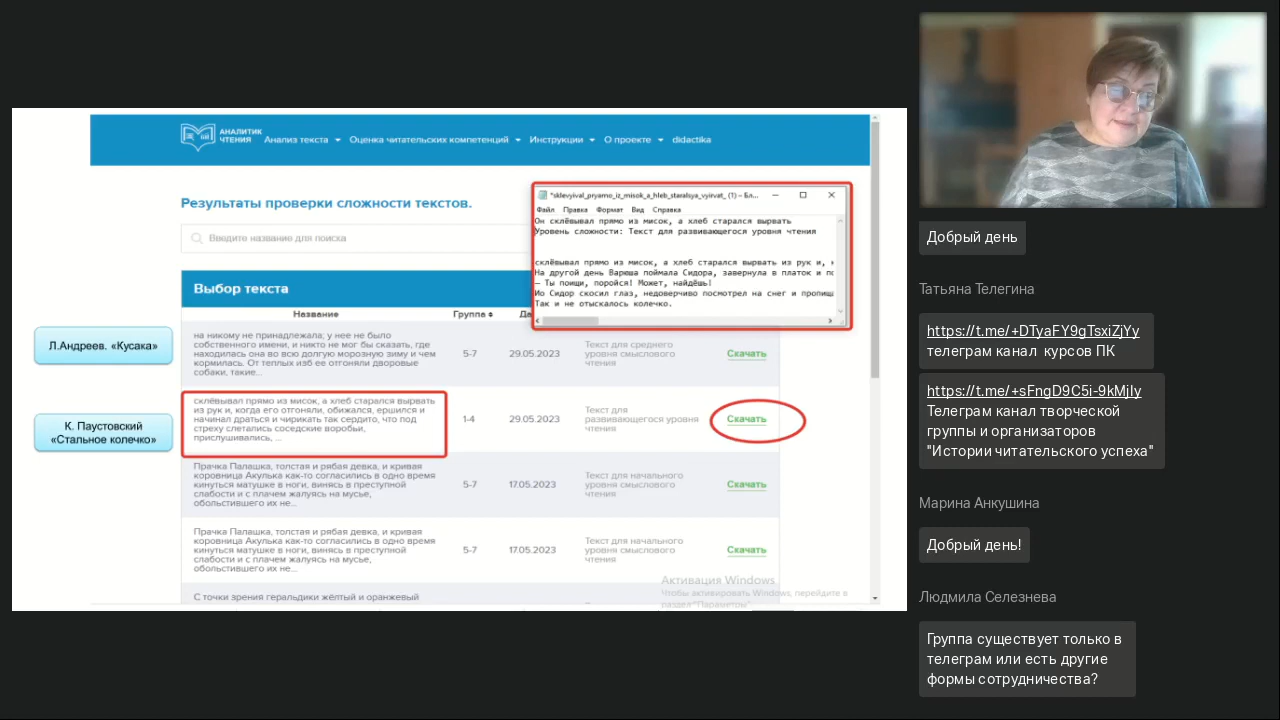 АНАЛИТИК
ЧТЕНИЯ
Анализ текста
Оценка читательских компетенций
Инструкции
О проекте
didactika
Результаты проверки сложности текстов.
Введите название для поиска
Выбор текста
Название
Группа
Да
на никому не принадлежала; у нее не было
собственного имени, и никто не мог бы сказать, где
находилась она во всю долгую морозную зиму и чем
кормилась. От теплых изб ее отгоняли дворовые
собаки, такие...
5-7
29.05.2023
Текст для среднего
уровня смыслового
чтения
Скачать
склёвывал прямо из мисок, а хлеб старался вырвать
из рук и, когда его отгоняли, обижался, ершился и
начинал драться и чирикать так сердито, что под
стреху слетались соседские воробьи,
прислушивались, ...
1-4
29.05.2023
Текст для
развивающегося уровня
чтения
Скачать
Прачка Палашка, толстая и рябая девка, и кривая
коровница Акулька как-то согласились в одно время
кинуться матушке в ноги, винясь в преступной
слабости и с плачем жалуясь на мусье,
обольстившего их не...
5-7
17.05.2023
Текст для начального
уровня смыслового
чтения
Скачать
Прачка Палашка, толстая и рябая девка, и кривая
коровница Акулька как-то согласились в одно время
кинуться матушке в ноги, винясь в преступной
слабости и с плачем жалуясь на мусье,
обольстившего их не...
5-7
17.05.2023
Текст для начального
уровня смыслового
чтения
Скачать
С точки зрения геральдики жёлтый и оранжевый
Л.Андреев. «Кусака»
К. Паустовский
«Стальное колечко»
*sklevyival_pryamo_iz_misok_a_hleb_staralsya_vyirvat_ (1) – Бл...
Файл Правка Формат Вид Справка
Он склёвывал прямо из мисок, а хлеб старался вырвать
Уровень сложности: Текст для развивающегося уровня чтения
склёвывал прямо из мисок, а хлеб старался вырвать из рук и, к
На другой день Варюша поймала Сидора, завернула в платок и по
— Ты поищи, поройся! Может, найдёшь!
Но Сидор скосил глаз, недоверчиво посмотрел на снег и пропища
Так и не отыскалось колечко.
Активация Windows
Чтобы активировать Windows, перейдите в
раздел "Параметры"
Добрый день
Татьяна Телегина
https://t.me/+DTyaFY9gTsxiZjYy
телеграм канал курсов ПК
https://t.me/+sFngD9C5i-9kMjIy
Телеграм канал творческой
группы и организаторов
"Истории читательского успеха"
Марина Анкушина
Добрый день!
Людмила Селезнева
Группа существует только в
телеграм или есть другие
формы сотрудничества?